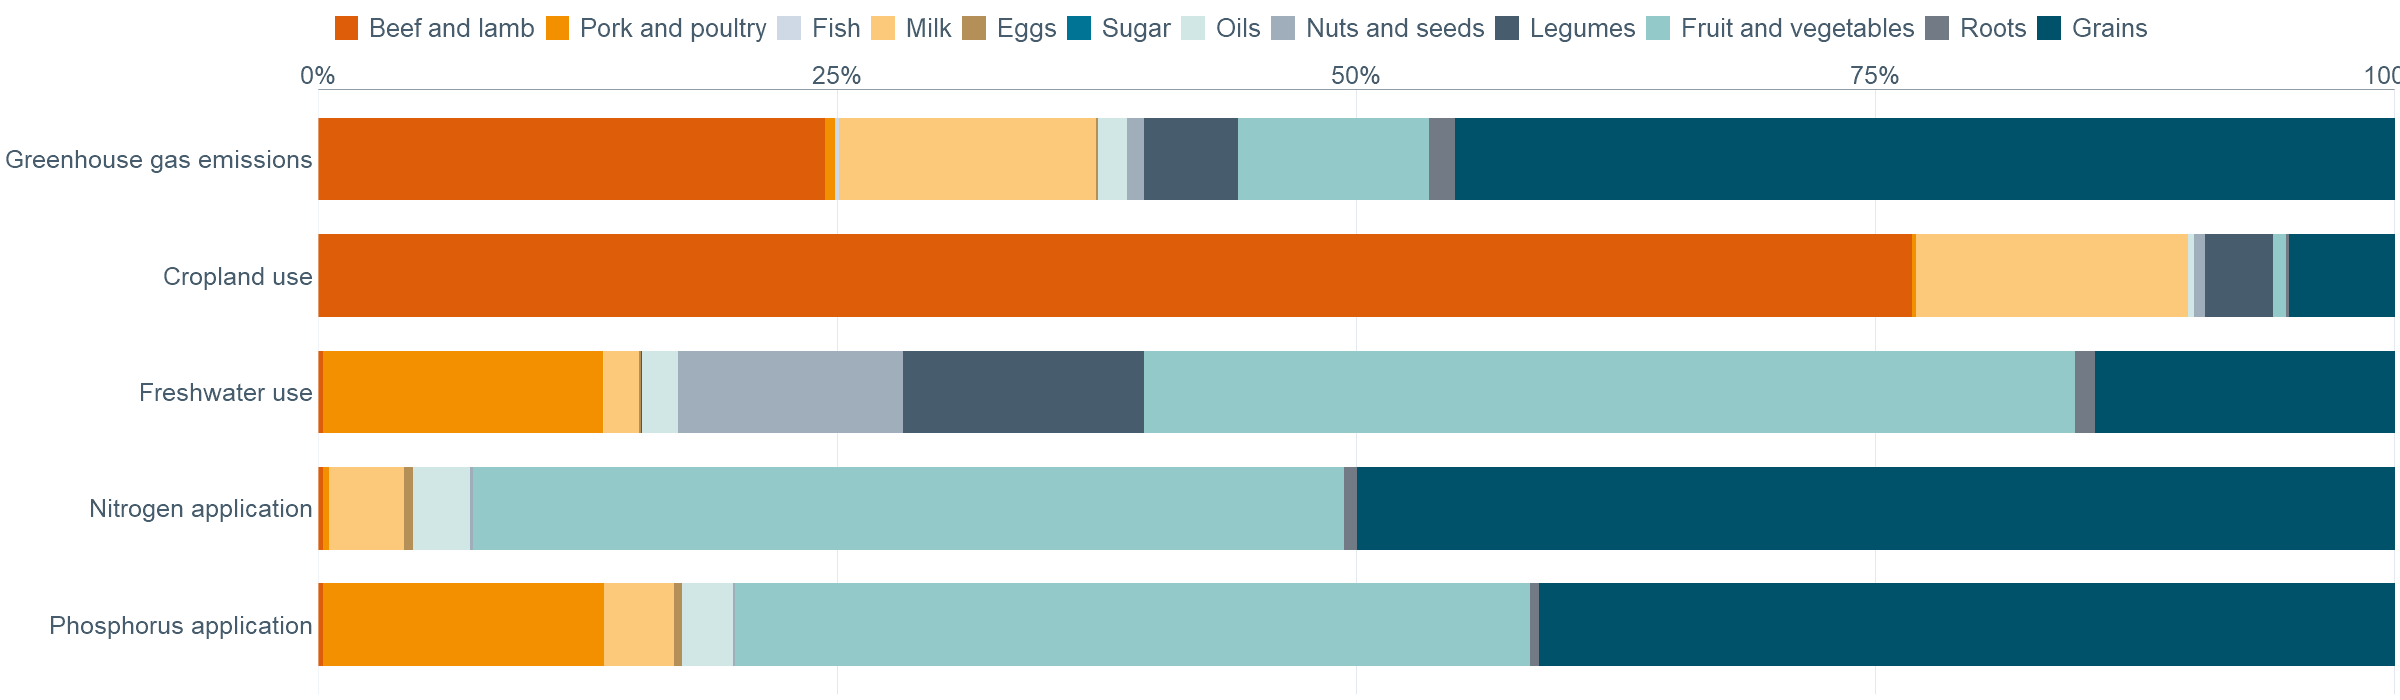 Beef and lamb Pork and poultry Fish Milk Eggs Sugar Oils Nuts and seeds Legumes Fruit and vegetables Roots Grains
0% 25% 50% 75% 100
Greenhouse gas emissions
Cropland use
Freshwater use
Nitrogen application
Phosphorus application